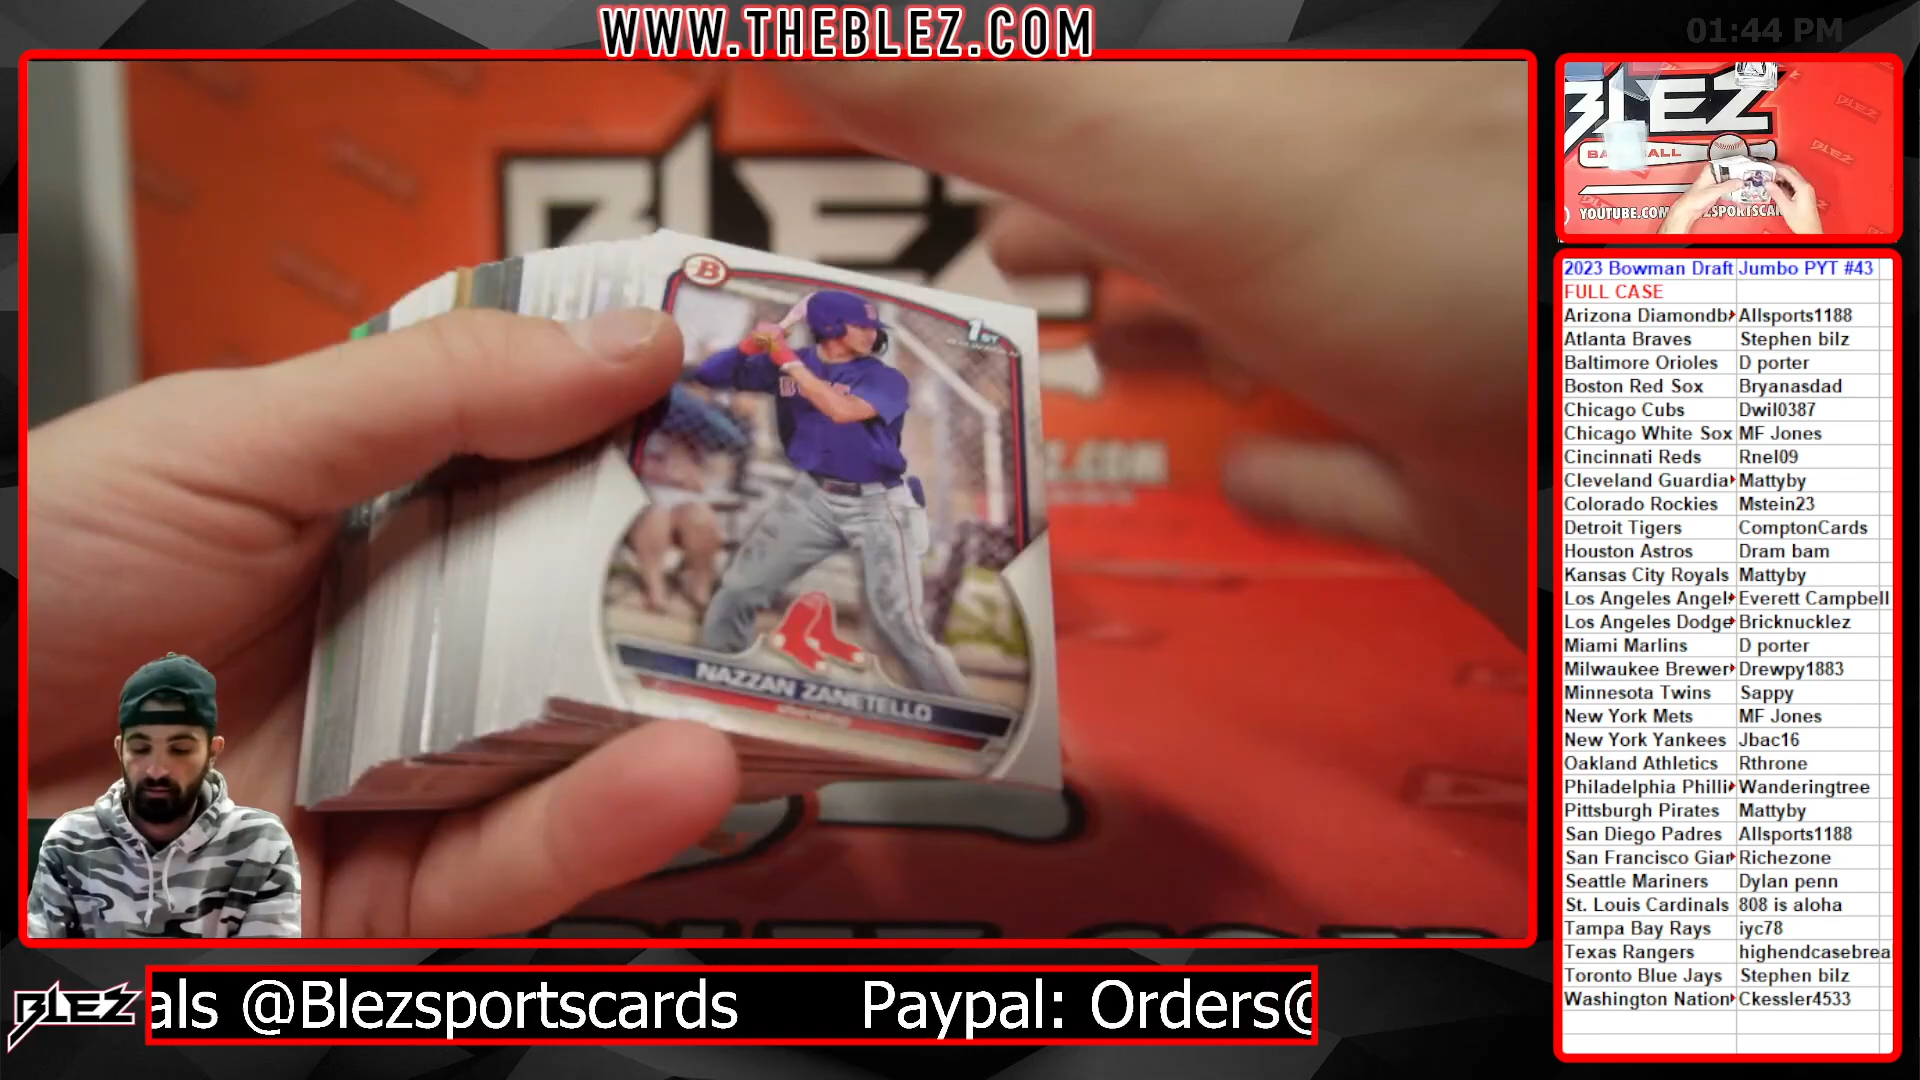 WWW.THEBLEZ.COM
01:44 PM
BLEZ
B
1ST
BOWMAN
NAZZAN ZANETELLO
BLEZ
BLEZ
BLEZ
YOUTUBE.COM
2023 Bowman Draft Jumbo PYT #43
FULL CASE
Arizona Diamondb Allsports1188
Atlanta Braves Stephen bilz
Baltimore Orioles D porter
Boston Red Sox Bryanasdad
Chicago Cubs Dwil0387
Chicago White Sox MF Jones
Cincinnati Reds Rnel09
Cleveland Guardia Mattyby
Colorado Rockies Mstein23
Detroit Tigers ComptonCards
Houston Astros Dram bam
Kansas City Royals Mattyby
Los Angeles Angel Everett Campbell
Los Angeles Dodge Bricknucklez
Miami Marlins D porter
Milwaukee Brewer Drewpy1883
Minnesota Twins Sappy
New York Mets MF Jones
New York Yankees Jbac16
Oakland Athletics Rthrone
Philadelphia Philli Wanderingtree
Pittsburgh Pirates Mattyby
San Diego Padres Allsports1188
San Francisco Gian Richezone
Seattle Mariners Dylan penn
St. Louis Cardinals 808 is aloha
Tampa Bay Rays iyc78
Texas Rangers highendcasebrea
Toronto Blue Jays Stephen bilz
Washington Nation Ckessler4533
BLEZ
als @Blezsportscards Paypal: Orders@